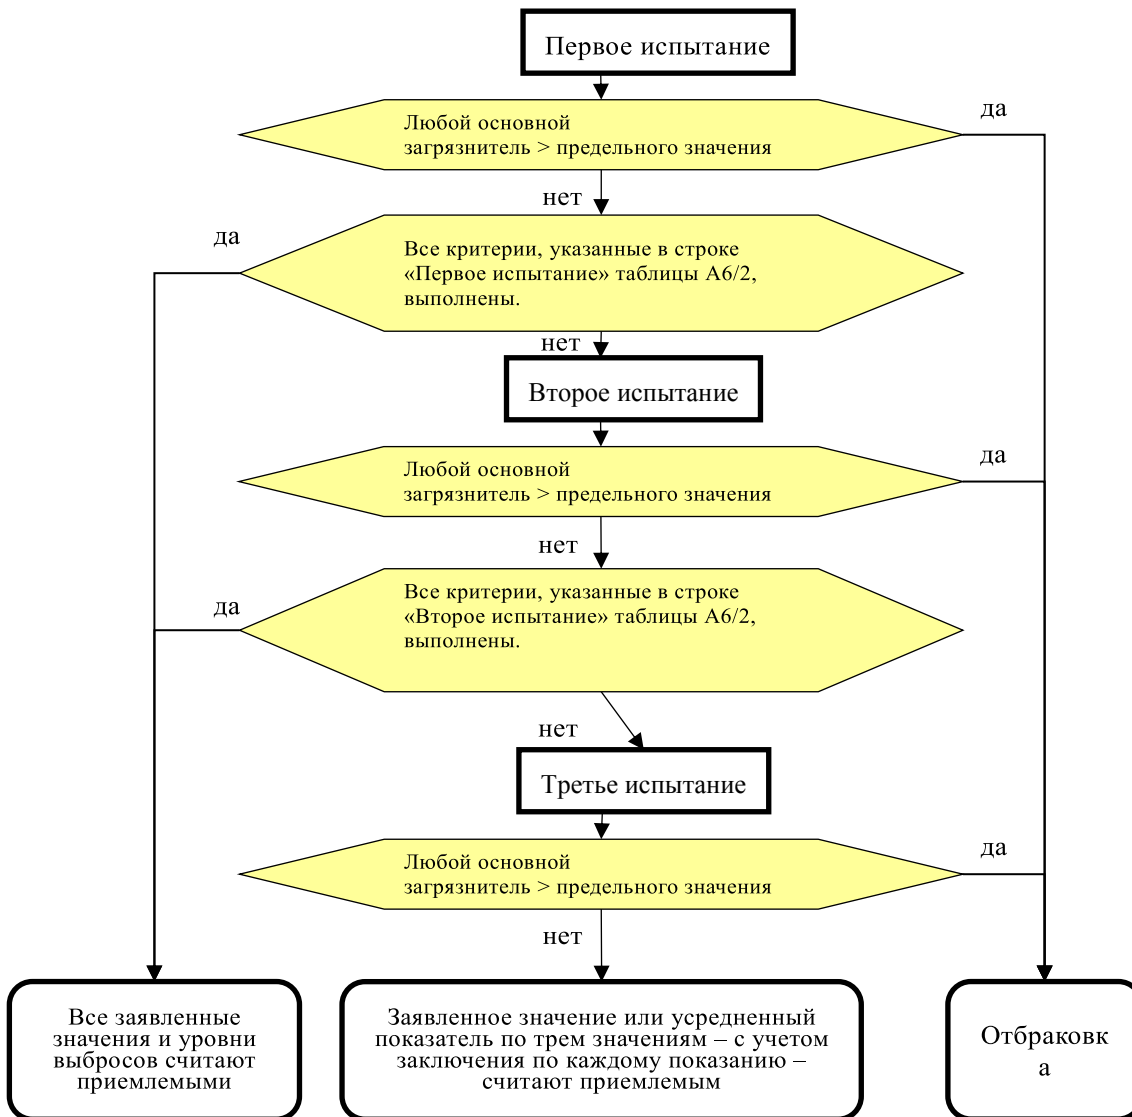 Первое испытание
да
Любой основной
загрязнитель > предельного значения
нет
да
Все критерии, указанные в строке
«Первое испытание» таблицы А6/2,
выполнены.
нет
Второе испытание
да
Любой основной
загрязнитель > предельного значения
нет
да
Все критерии, указанные в строке
«Второе испытание» таблицы А6/2,
выполнены.
нет
Третье испытание
да
Любой основной
загрязнитель > предельного значения
нет
Все заявленные
значения и уровни
выбросов считают
приемлемыми
Заявленное значение или усредненный
показатель по трем значениям – с учетом
заключения по каждому показанию –
считают приемлемым
Отбраковк
а